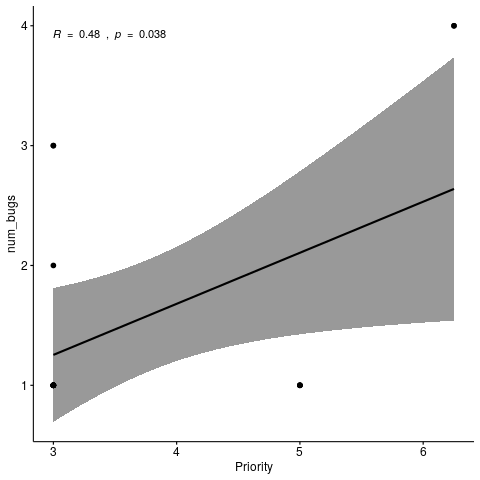 4
R = 0.48 , p = 0.038
3
num_bugs
2
1
3 4 5 6
Priority